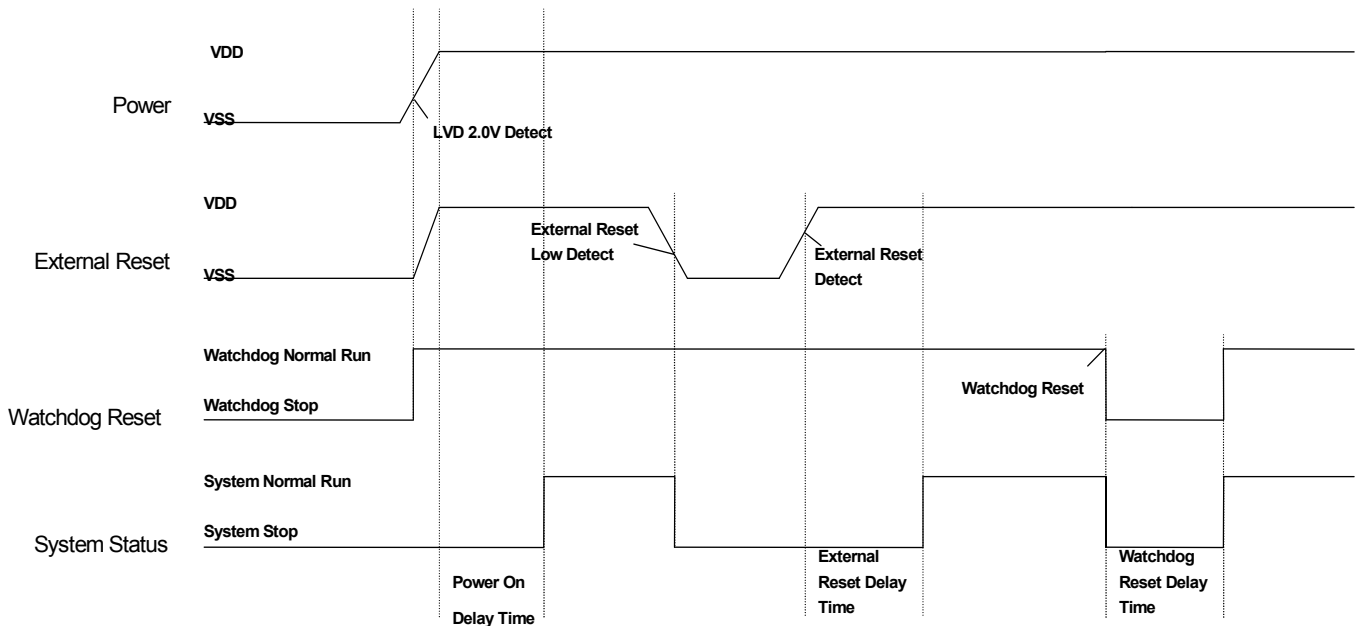 VDD
Power
VSS
LVD 2.0V Detect
VDD
External Reset
Low Detect
External Reset
Detect
External Reset
VSS
Watchdog Normal Run
Watchdog Reset
Watchdog Stop
Watchdog Reset
System Normal Run
System Stop
System Status
Power On
Delay Time
External
Reset Delay
Time
Watchdog
Reset Delay
Time